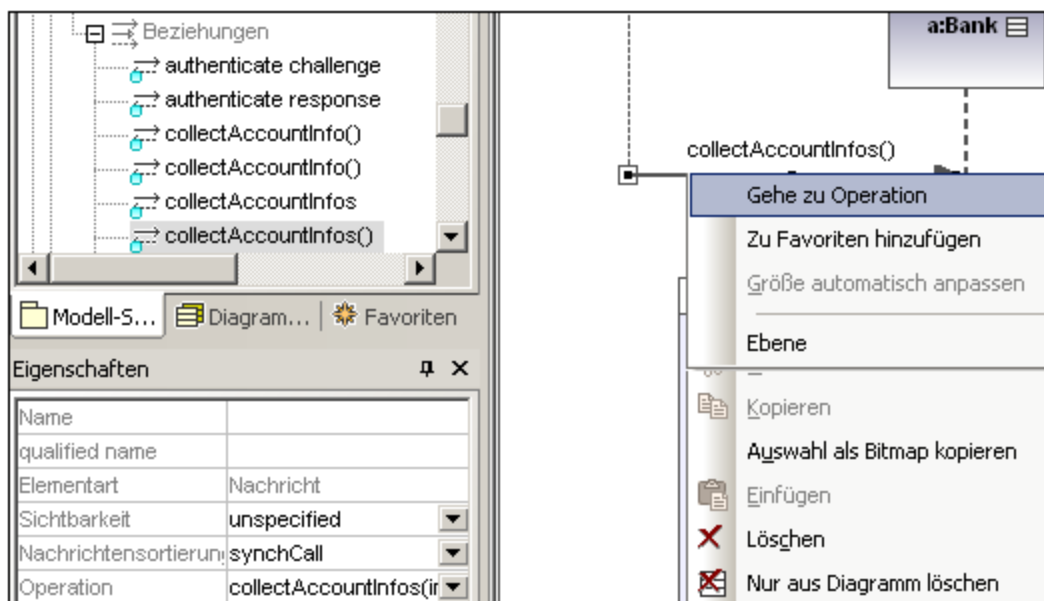 Beziehungen
authenticate challenge
authenticate response
collectAccountInfo()
collectAccountInfo()
collectAccountInfos
collectAccountInfos()
Modell-S...
Diagram...
Favoriten
Eigenschaften
Name
qualified name
Elementart Nachricht
Sichtbarkeit unspecified
Nachrichtensortierun synchCall
Operation collectAccountInfos(ir
a:Bank
collectAccountInfos()
Gehe zu Operation
Zu Favoriten hinzufügen
Größe automatisch anpassen
Ebene
Kopieren
Auswahl als Bitmap kopieren
Einfügen
Löschen
Nur aus Diagramm löschen